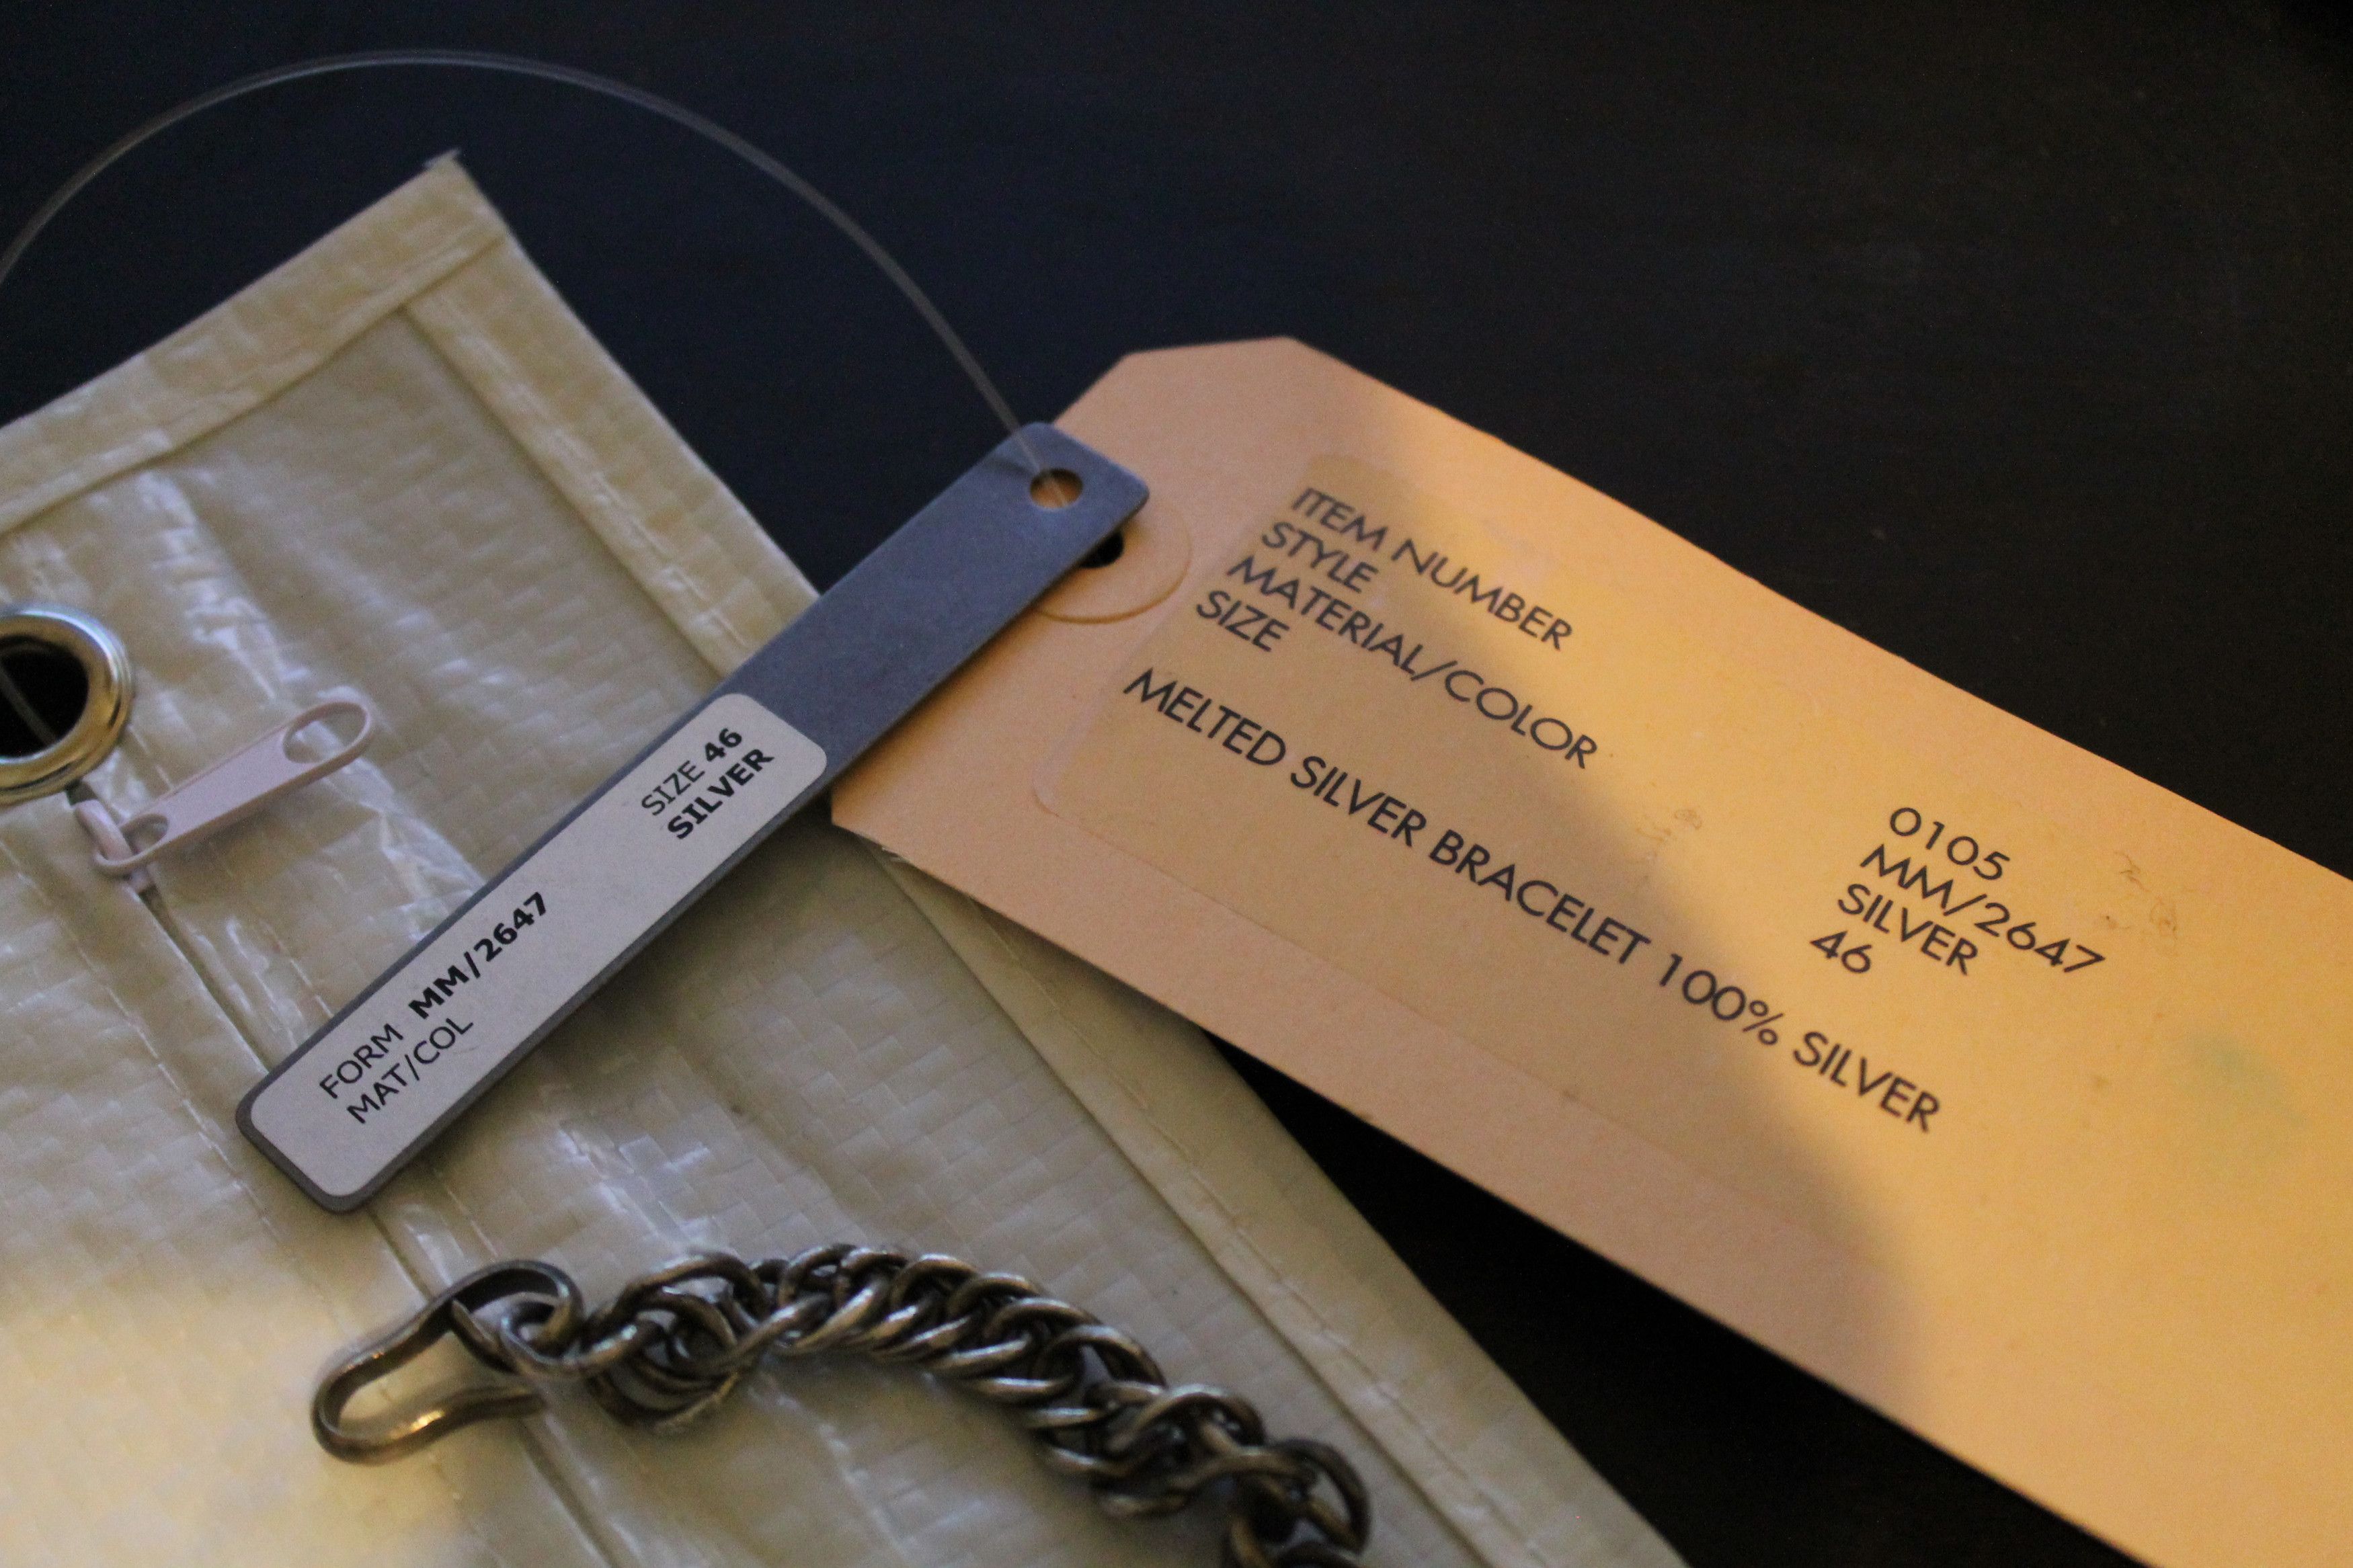 SIZE 46
SILVER
FORM MM/2647
MAT/COL
ITEM NUMBER 0105
STYLE MM/2647
MATERIAL/COLOR SILVER
SIZE 46
MELTED SILVER BRACELET 100% SILVER